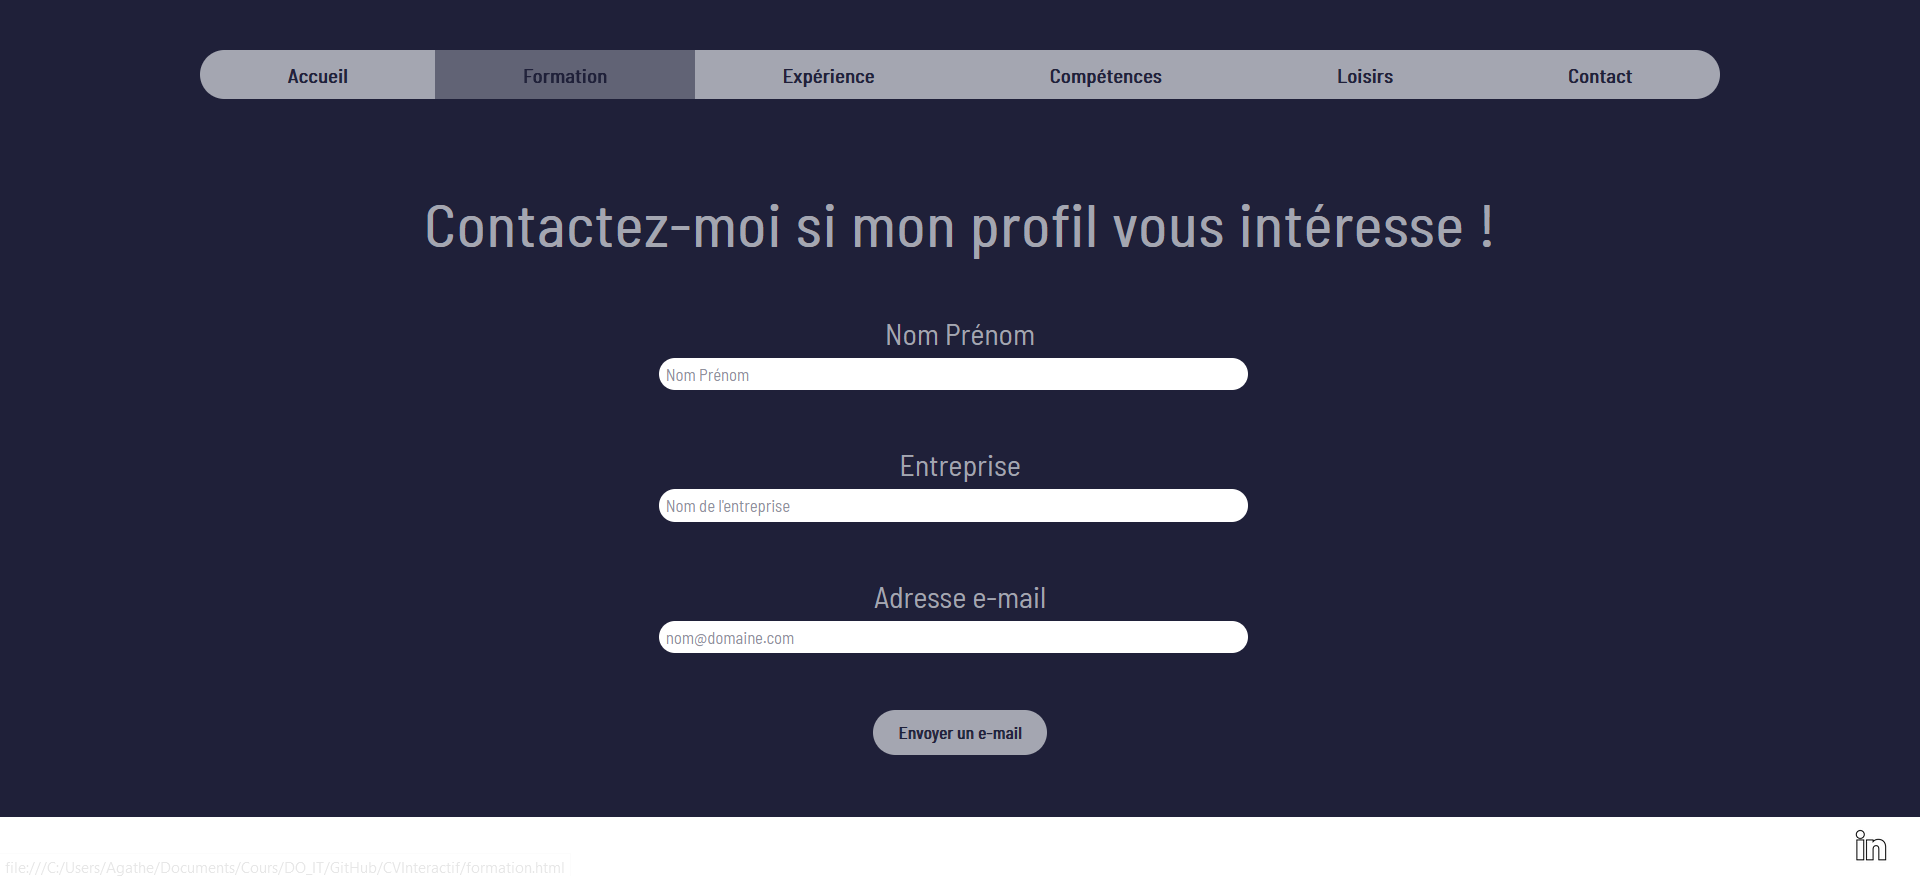 Accueil Formation Expérience Compétences Loisirs Contact
Contactez-moi si mon profil vous intéresse !
Nom Prénom
Nom Prénom
Entreprise
Nom de l'entreprise
Adresse e-mail
nom@domaine.com
Envoyer un e-mail
in
file:///C:/Users/Agathe/Documents/Cours/DO_IT/GitHub/CVInteractif/formation.html